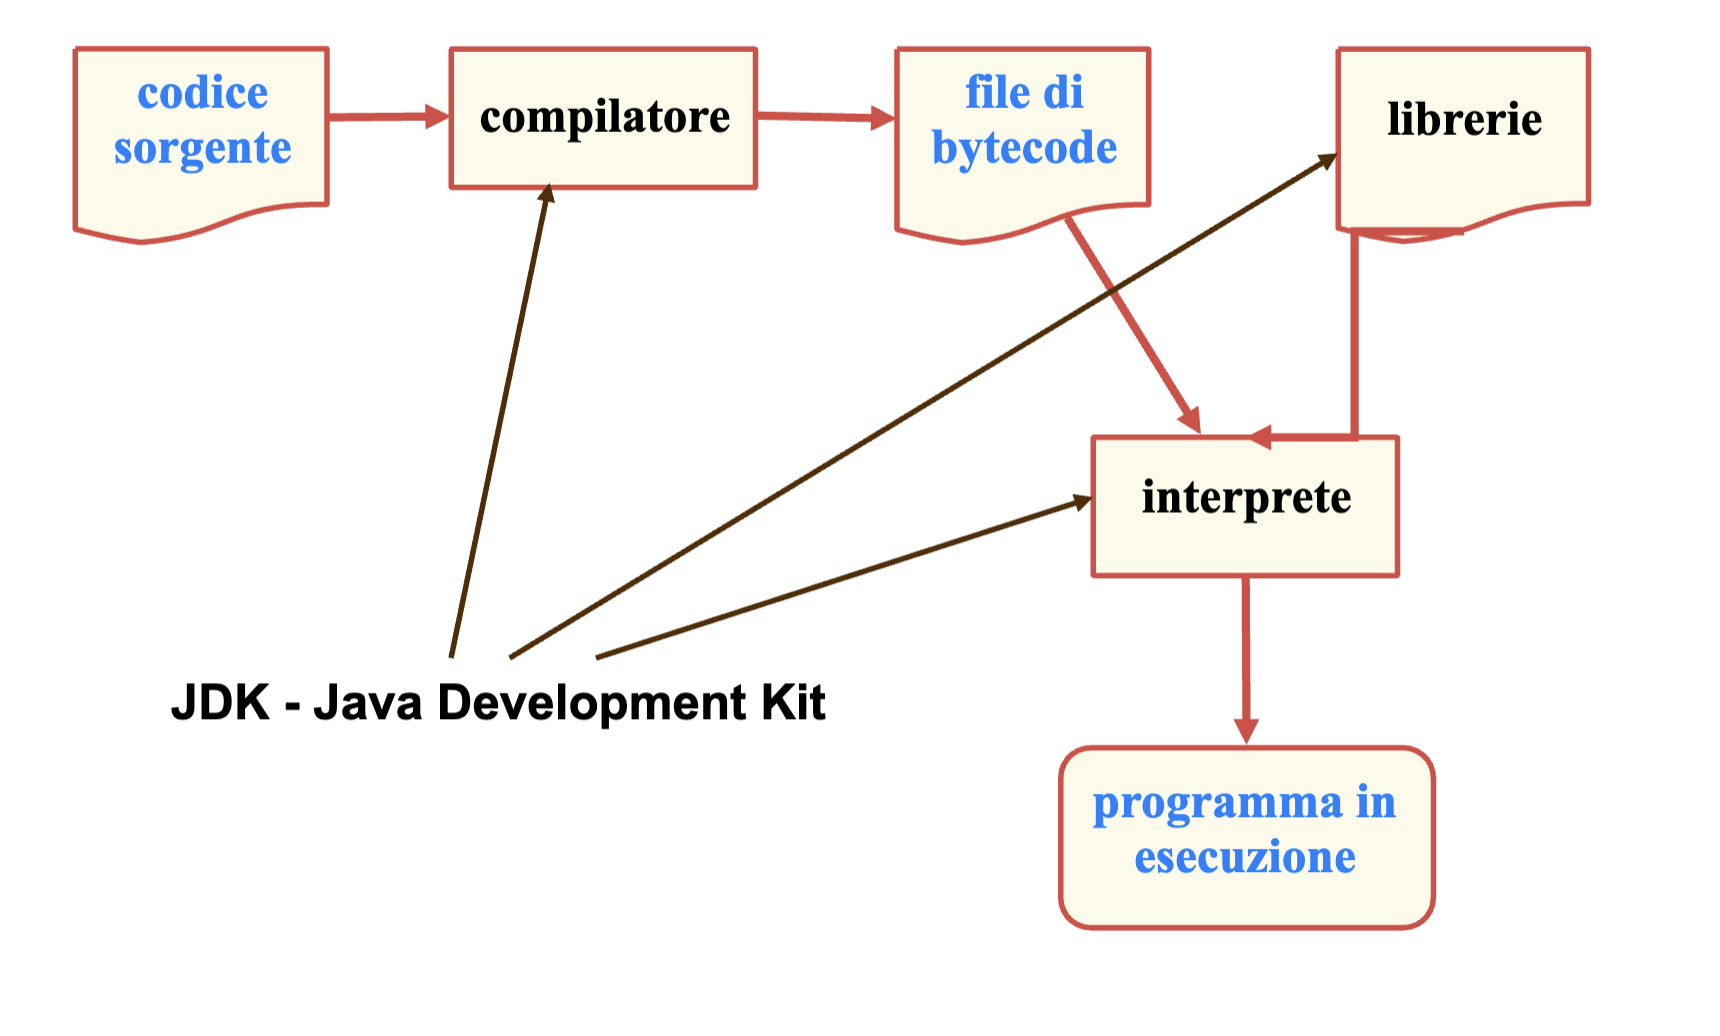 codice
sorgente
compilatore
file di
bytecode
librerie
interprete
JDK - Java Development Kit
programma in
esecuzione